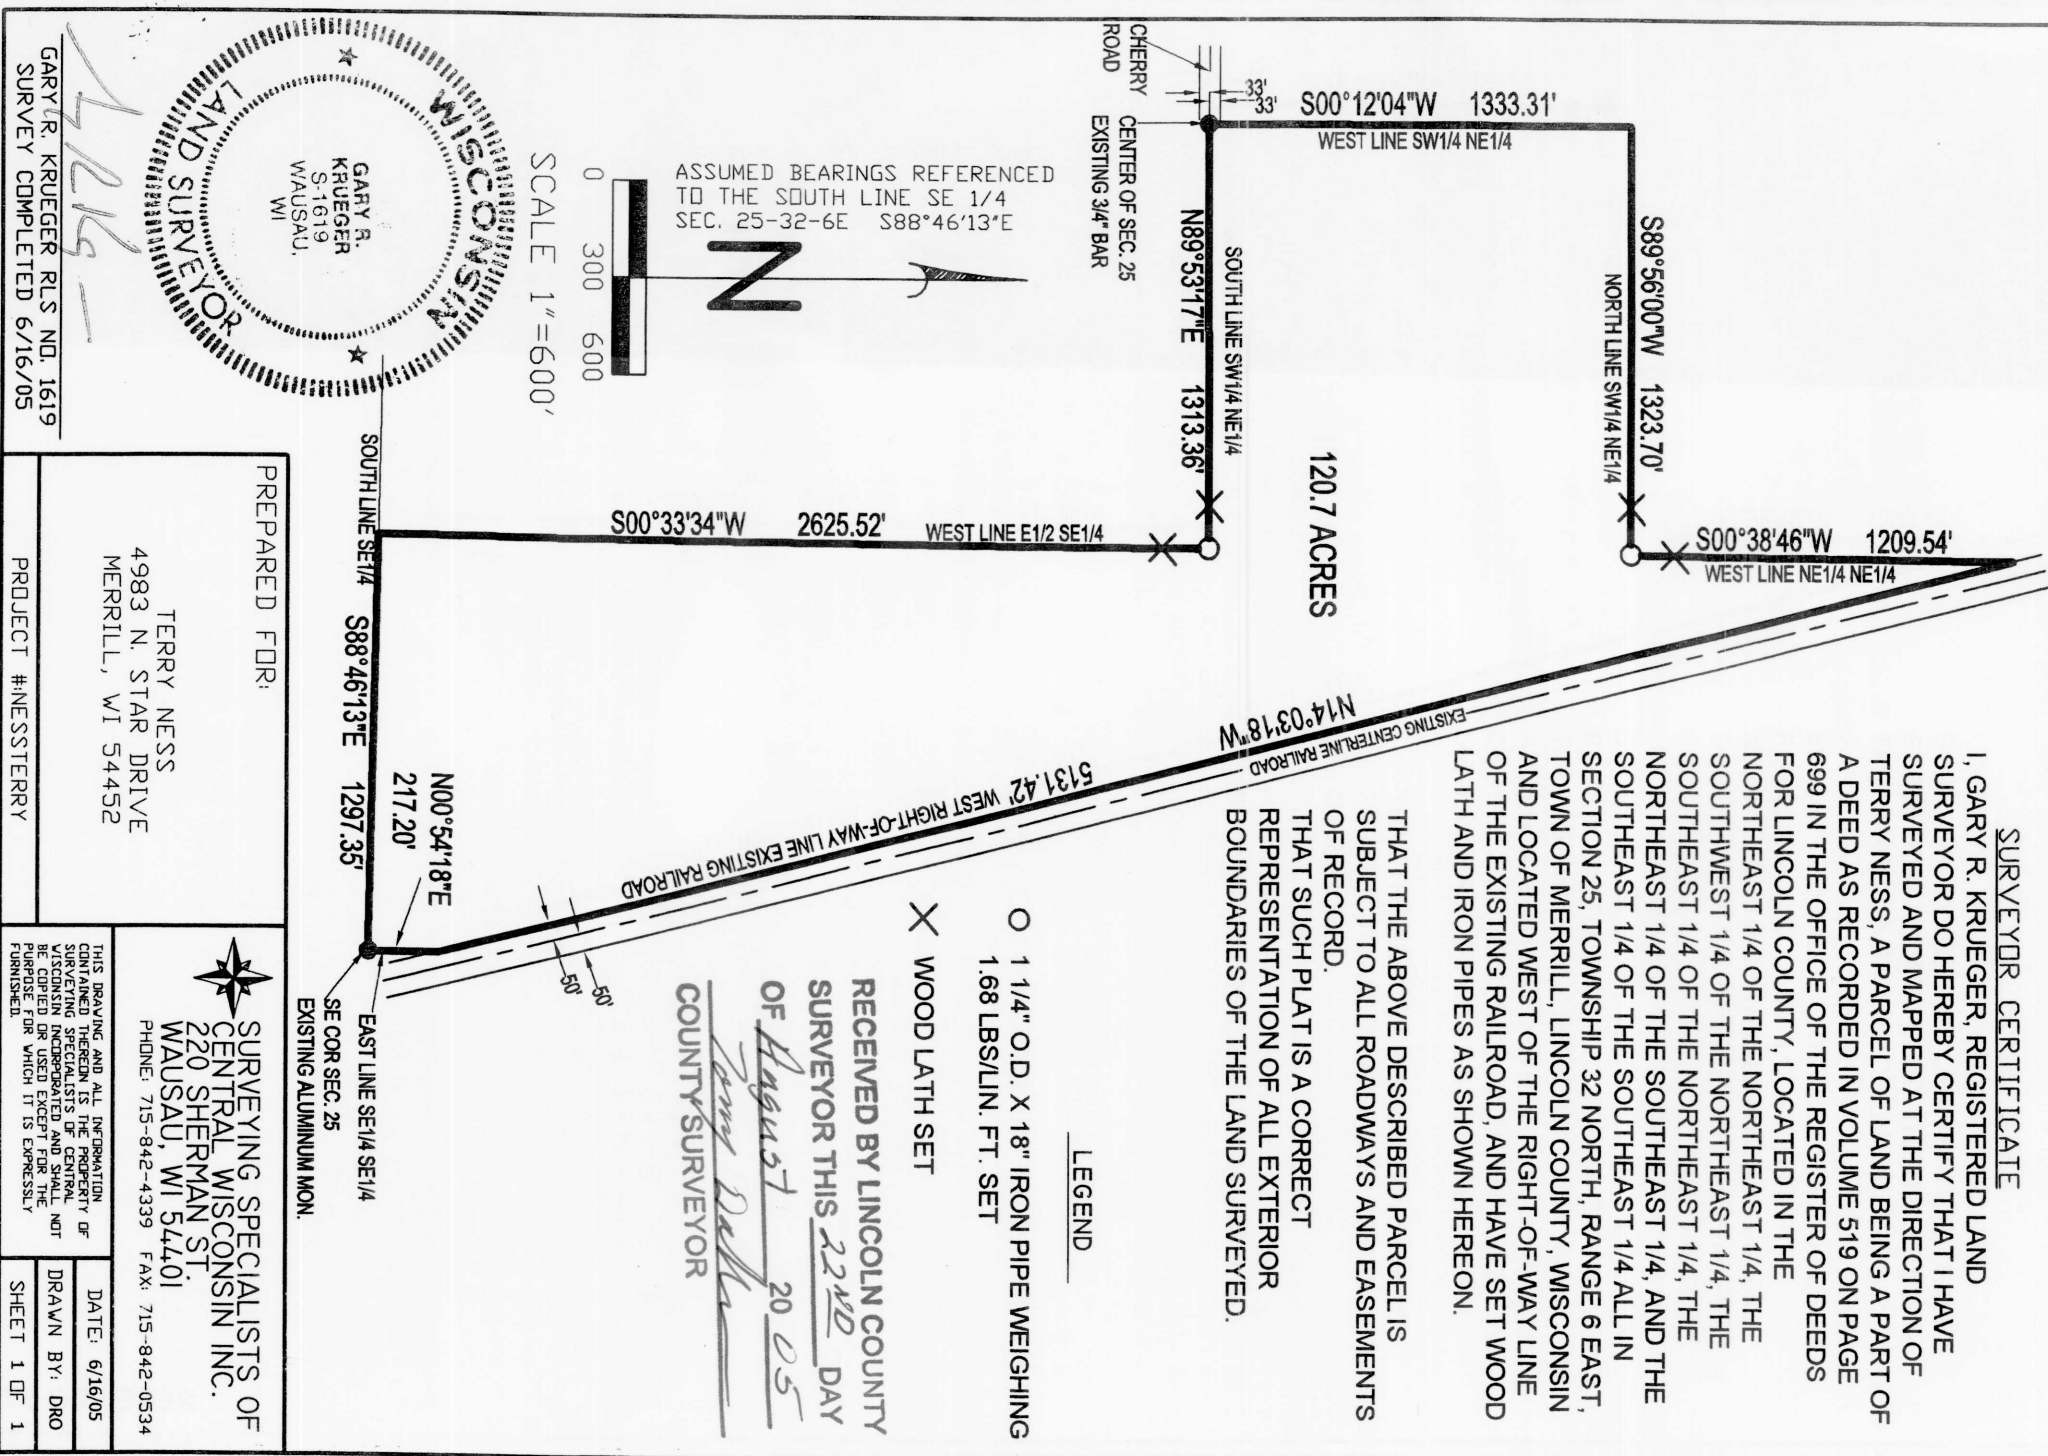 SURVEYOR CERTIFICATE
I, GARY R. KRUEGER, REGISTERED LAND
SURVEYOR DO HEREBY CERTIFY THAT I HAVE
SURVEYED AND MAPPED AT THE DIRECTION OF
TERRY NESS, A PARCEL OF LAND BEING A PART OF
A DEED AS RECORDED IN VOLUME 519 ON PAGE
699 IN THE OFFICE OF THE REGISTER OF DEEDS
FOR LINCOLN COUNTY, LOCATED IN THE
NORTHEAST 1/4 OF THE NORTHEAST 1/4, THE
SOUTHWEST 1/4 OF THE NORTHEAST 1/4, THE
SOUTHEAST 1/4 OF THE NORTHEAST 1/4, THE
NORTHEAST 1/4 OF THE SOUTHEAST 1/4, AND THE
SOUTHEAST 1/4 OF THE SOUTHEAST 1/4 ALL IN
SECTION 25, TOWNSHIP 32 NORTH, RANGE 6 EAST,
TOWN OF MERRILL, LINCOLN COUNTY, WISCONSIN
AND LOCATED WEST OF THE RIGHT-OF-WAY LINE
OF THE EXISTING RAILROAD, AND HAVE SET WOOD
LATH AND IRON PIPES AS SHOWN HEREON.
THAT THE ABOVE DESCRIBED PARCEL IS
SUBJECT TO ALL ROADWAYS AND EASEMENTS
OF RECORD.
THAT SUCH PLAT IS A CORRECT
REPRESENTATION OF ALL EXTERIOR
BOUNDARIES OF THE LAND SURVEYED.
LEGEND
O 1 1/4" O.D. X 18" IRON PIPE WEIGHING
1.68 LBS/LIN. FT. SET
X WOOD LATH SET
RECEIVED BY LINCOLN COUNTY
SURVEYOR THIS 22ND DAY
OF August 20 05
COUNTY SURVEYOR
S00°38'46"W 1209.54'
WEST LINE NE1/4 NE1/4
S89°56'00"W 1323.70'
NORTH LINE SW1/4 NE1/4
S00°12'04"W 1333.31'
WEST LINE SW1/4 NE1/4
120.7 ACRES
33'
33'
CHERRY
ROAD
CENTER OF SEC. 25
EXISTING 3/4" BAR
SOUTH LINE SW1/4 NE1/4
N89°53'17"E 1313.36'
N14°03'18"W
5131.42' WEST RIGHT-OF-WAY LINE EXISTING RAILROAD
EXISTING CENTERLINE RAILROAD
50'
50'
S00°33'34"W 2625.52' WEST LINE E1/2 SE1/4
N00°54'18"E
217.20'
SOUTH LINE SE1/4
S88°46'13"E 1297.35'
EAST LINE SE1/4 SE1/4
SE COR SEC. 25
EXISTING ALUMINUM MON.
N
ASSUMED BEARINGS REFERENCED
TO THE SOUTH LINE SE 1/4
SEC. 25-32-6E S88°46'13"E
0 300 600
SCALE 1"=600'
WISCONSIN
GARY R.
KRUEGER
S-1619
WAUSAU,
WI
LAND SURVEYOR
GARY R. KRUEGER RLS NO. 1619
SURVEY COMPLETED 6/16/05
PREPARED FOR:
TERRY NESS
4983 N. STAR DRIVE
MERRILL, WI 54452
PROJECT #:NESSTERRY
SURVEYING SPECIALISTS OF
CENTRAL WISCONSIN INC.
220 SHERMAN ST.
WAUSAU, WI 54401
PHONE: 715-842-4339 FAX: 715-842-0534
THIS DRAWING AND ALL INFORMATION
CONTAINED THEREON IS THE PROPERTY OF
SURVEYING SPECIALISTS OF CENTRAL
WISCONSIN INCORPORATED AND SHALL NOT
BE COPIED OR USED EXCEPT FOR THE
PURPOSE FOR WHICH IT IS EXPRESSLY
FURNISHED.
DATE: 6/16/05
DRAWN BY: DRO
SHEET 1 OF 1